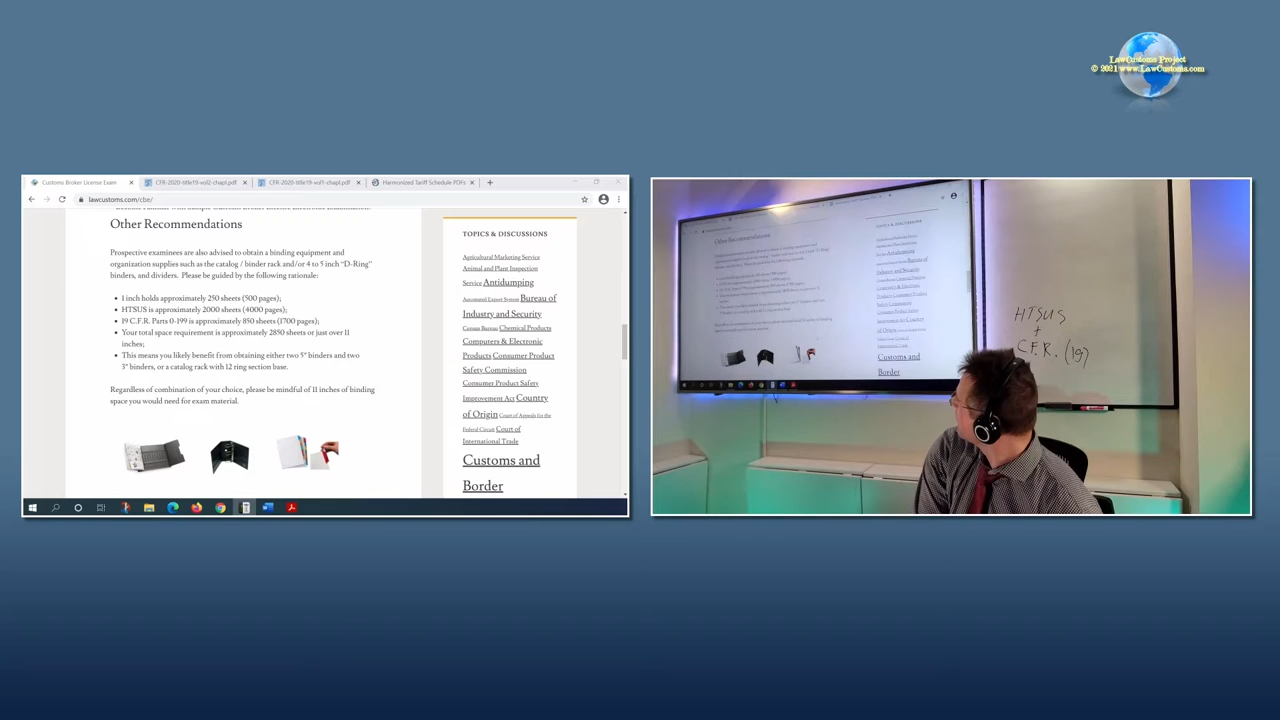 LawCustoms Project
© 2021 www.LawCustoms.com
Customs Broker License Exam
CFR-2020-title19-vol2-chapI.pdf
CFR-2020-title19-vol1-chapI.pdf
Harmonized Tariff Schedule PDFs
lawcustoms.com/cbe/
Other Recommendations
Prospective examinees are also advised to obtain a binding equipment and
organization supplies such as the catalog / binder rack and/or 4 to 5 inch "D-Ring"
binders, and dividers. Please be guided by the following rationale:
1 inch holds approximately 250 sheets (500 pages);
HTSUS is approximately 2000 sheets (4000 pages);
19 C.F.R. Parts 0-199 is approximately 850 sheets (1700 pages);
Your total space requirement is approximately 2850 sheets or just over 11
inches;
This means you likely benefit from obtaining either two 5" binders and two
3" binders, or a catalog rack with 12 ring section base.
Regardless of combination of your choice, please be mindful of 11 inches of binding
space you would need for exam material.
TOPICS & DISCUSSIONS
Agricultural Marketing Service
Animal and Plant Inspection
Service Antidumping
Automated Export System Bureau of
Industry and Security
Census Bureau Chemical Products
Computers & Electronic
Products Consumer Product
Safety Commission
Consumer Product Safety
Improvement Act Country
of Origin Court of Appeals for the
Federal Circuit Court of
International Trade
Customs and
Border
Other Recommendations
TOPICS & DISCUSSIONS
Customs and
Border
HTSUS
+
C.F.R. (19)